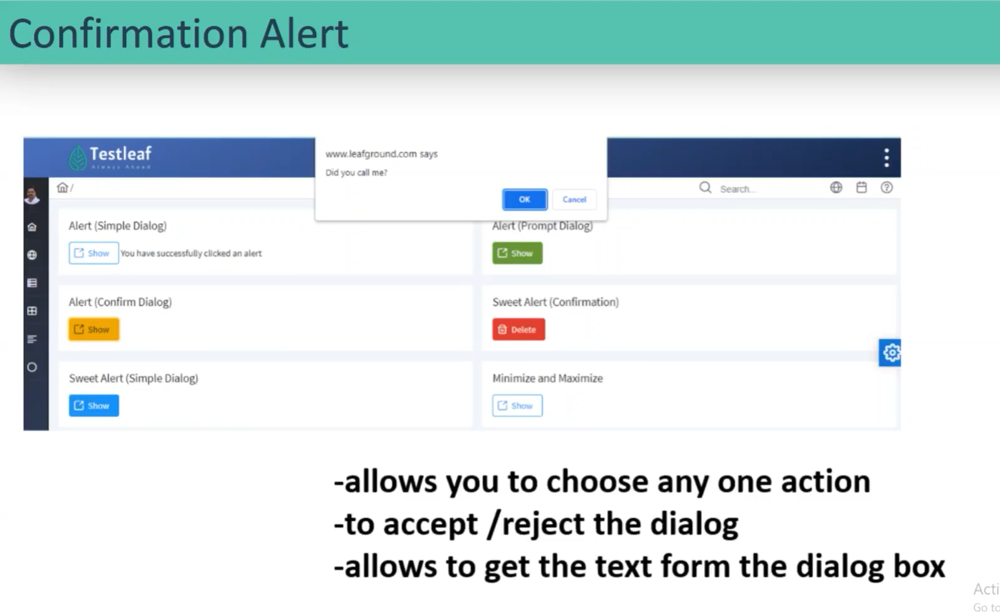 Confirmation Alert
Testleaf
Always Ahead
www.leafground.com says
Did you call me?
OK
Cancel
/
Search...
Alert (Simple Dialog)
Show
You have successfully clicked an alert
Alert (Prompt Dialog)
Show
Alert (Confirm Dialog)
Show
Sweet Alert (Confirmation)
Delete
Sweet Alert (Simple Dialog)
Show
Minimize and Maximize
Show
-allows you to choose any one action
-to accept /reject the dialog
-allows to get the text form the dialog box
Acti
Go to